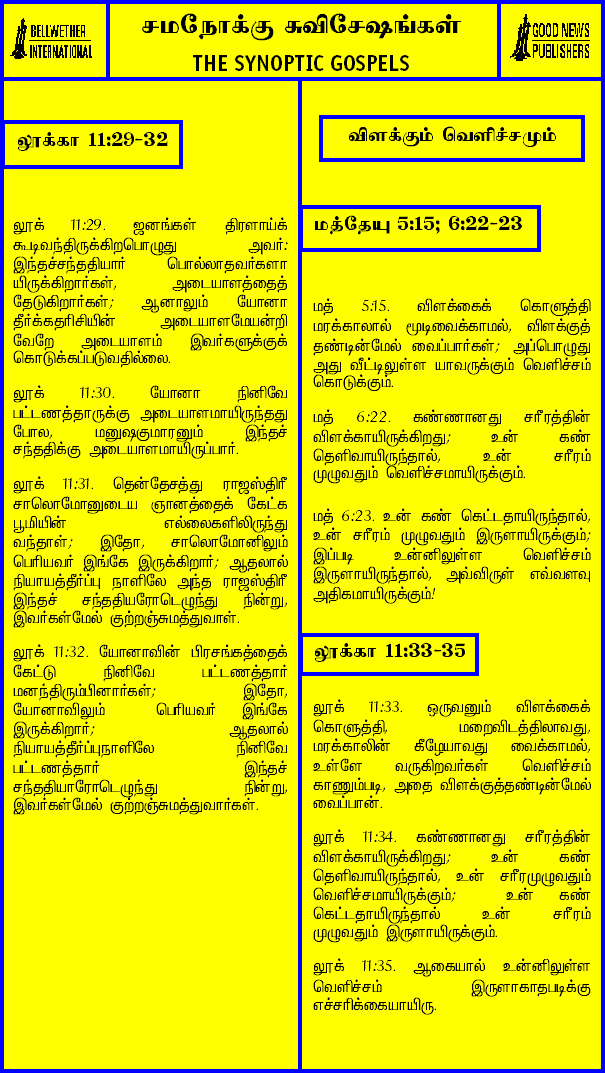 BELLWETHER
INTERNATIONAL
சமநோக்கு சுவிசேஷங்கள்
THE SYNOPTIC GOSPELS
GOOD NEWS
PUBLISHERS
லூக்கா 11:29-32
லூக் 11:29. ஜனங்கள் திரளாய்க்
கூடிவந்திருக்கிறபொழுது அவர்:
இந்தச்சந்ததியார் பொல்லாதவர்களா
யிருக்கிறார்கள், அடையாளத்தைத்
தேடுகிறார்கள்; ஆனாலும் யோனா
தீர்க்கதரிசியின் அடையாளமேயன்றி
வேறே அடையாளம் இவர்களுக்குக்
கொடுக்கப்படுவதில்லை.
லூக் 11:30. யோனா நினிவே
பட்டணத்தாருக்கு அடையாளமாயிருந்தது
போல, மனுஷகுமாரனும் இந்தச்
சந்ததிக்கு அடையாளமாயிருப்பார்.
லூக் 11:31. தென்தேசத்து ராஜஸ்திரீ
சாலொமோனுடைய ஞானத்தைக் கேட்க
பூமியின் எல்லைகளிலிருந்து
வந்தாள்; இதோ, சாலொமோனிலும்
பெரியவர் இங்கே இருக்கிறார்; ஆதலால்
நியாயத்தீர்ப்பு நாளிலே அந்த ராஜஸ்திரீ
இந்தச் சந்ததியரோடெழுந்து நின்று,
இவர்கள்மேல் குற்றஞ்சுமத்துவாள்.
லூக் 11:32. யோனாவின் பிரசங்கத்தைக்
கேட்டு நினிவே பட்டணத்தார்
மனந்திரும்பினார்கள்; இதோ,
யோனாவிலும் பெரியவர் இங்கே
இருக்கிறார்; ஆதலால்
நியாயத்தீர்ப்புநாளிலே நினிவே
பட்டணத்தார் இந்தச்
சந்ததியாரோடெழுந்து நின்று,
இவர்கள்மேல் குற்றஞ்சுமத்துவார்கள்.
விளக்கும் வெளிச்சமும்
மத்தேயு 5:15; 6:22-23
மத் 5:15. விளக்கைக் கொளுத்தி
மரக்காலால் மூடிவைக்காமல், விளக்குத்
தண்டின்மேல் வைப்பார்கள்; அப்பொழுது
அது வீட்டிலுள்ள யாவருக்கும் வெளிச்சம்
கொடுக்கும்.
மத் 6:22. கண்ணானது சரீரத்தின்
விளக்காயிருக்கிறது; உன் கண்
தெளிவாயிருந்தால், உன் சரீரம்
முழுவதும் வெளிச்சமாயிருக்கும்.
மத் 6:23. உன் கண் கெட்டதாயிருந்தால்,
உன் சரீரம் முழுவதும் இருளாயிருக்கும்;
இப்படி உன்னிலுள்ள வெளிச்சம்
இருளாயிருந்தால், அவ்விருள் எவ்வளவு
அதிகமாயிருக்கும்!
லூக்கா 11:33-35
லூக் 11:33. ஒருவனும் விளக்கைக்
கொளுத்தி, மறைவிடத்திலாவது,
மரக்காலின் கீழேயாவது வைக்காமல்,
உள்ளே வருகிறவர்கள் வெளிச்சம்
காணும்படி, அதை விளக்குத்தண்டின்மேல்
வைப்பான்.
லூக் 11:34. கண்ணானது சரீரத்தின்
விளக்காயிருக்கிறது; உன் கண்
தெளிவாயிருந்தால், உன் சரீரமுழுவதும்
வெளிச்சமாயிருக்கும்; உன் கண்
கெட்டதாயிருந்தால் உன் சரீரம்
முழுவதும் இருளாயிருக்கும்.
லூக் 11:35. ஆகையால் உன்னிலுள்ள
வெளிச்சம் இருளாகாதபடிக்கு
எச்சரிக்கையாயிரு.